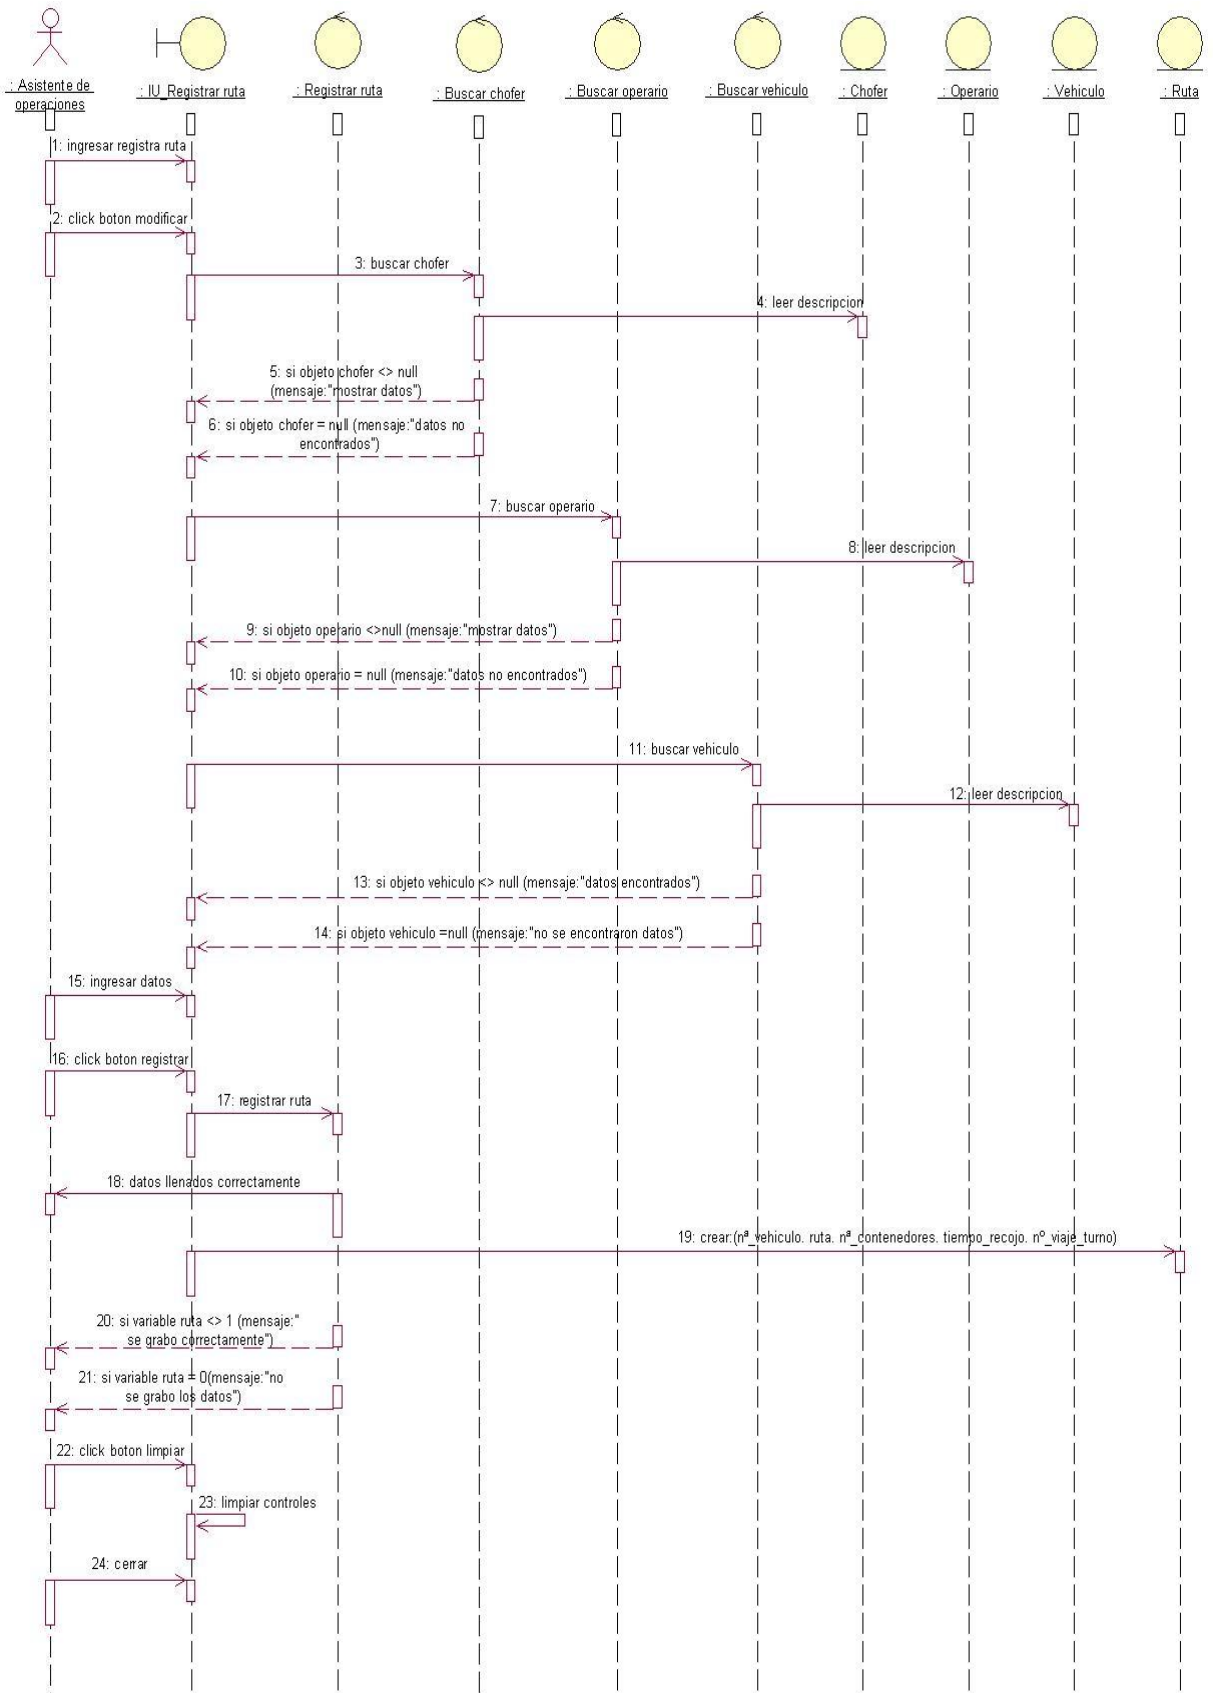 : Asistente de
operaciones
: IU_Registrar ruta
: Registrar ruta
: Buscar chofer
: Buscar operario
: Buscar vehiculo
: Chofer
: Operario
: Vehiculo
: Ruta
1: ingresar registra ruta
2: click boton modificar
3: buscar chofer
4: leer descripcion
5: si objeto chofer <> null
(mensaje:"mostrar datos")
6: si objeto chofer = null (mensaje:"datos no
encontrados")
7: buscar operario
8: leer descripcion
9: si objeto operario <>null (mensaje:"mostrar datos")
10: si objeto operario = null (mensaje:"datos no encontrados")
11: buscar vehiculo
12: leer descripcion
13: si objeto vehiculo <> null (mensaje:"datos encontrados")
14: si objeto vehiculo =null (mensaje:"no se encontraron datos")
15: ingresar datos
16: click boton registrar
17: registrar ruta
18: datos llenados correctamente
19: crear:(nª_vehiculo. ruta. nª_contenedores. tiempo_recojo. nº_viaje_turno)
20: si variable ruta <> 1 (mensaje:"
se grabo correctamente")
21: si variable ruta = 0(mensaje:"no
se grabo los datos")
22: click boton limpiar
23: limpiar controles
24: cerrar